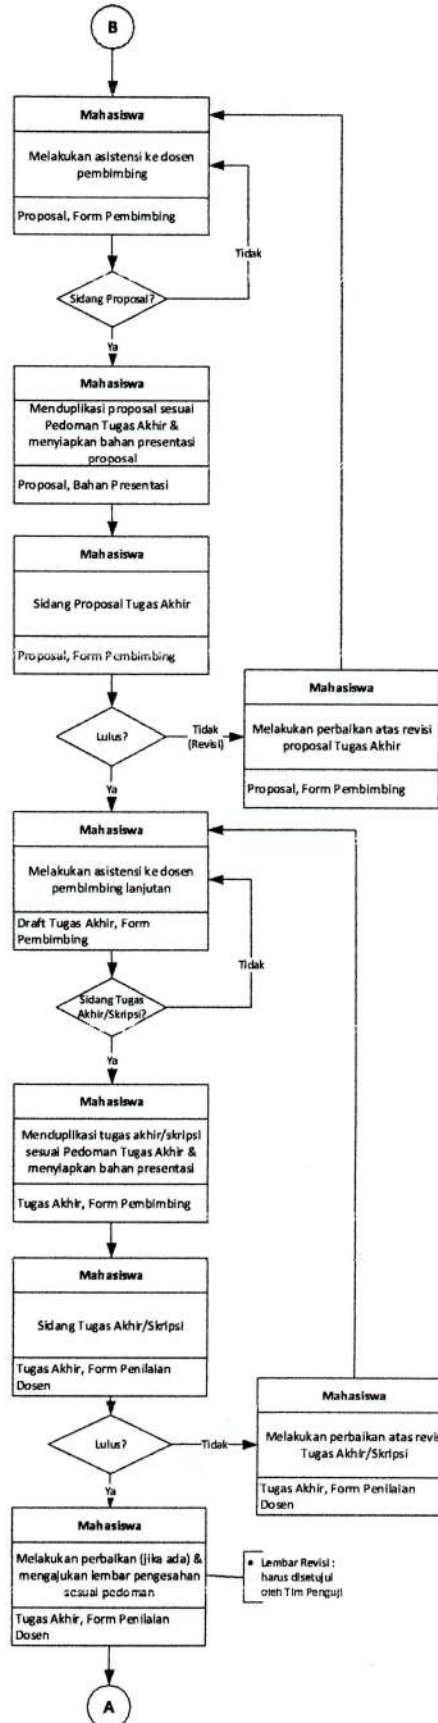 B
Mahasiswa
Melakukan asistensi ke dosen
pembimbing
Proposal, Form Pembimbing
Tidak
Sidang Proposal?
Ya
Mahasiswa
Menduplikasi proposal sesuai
Pedoman Tugas Akhir &
menyiapkan bahan presentasi
proposal
Proposal, Bahan Presentasi
Mahasiswa
Sidang Proposal Tugas Akhir
Proposal, Form Pembimbing
Lulus?
Tidak
(Revisi)
Mahasiswa
Melakukan perbaikan atas revisi
proposal Tugas Akhir
Proposal, Form Pembimbing
Ya
Mahasiswa
Melakukan asistensi ke dosen
pembimbing lanjutan
Draft Tugas Akhir, Form
Pembimbing
Tidak
Sidang Tugas
Akhir/Skripsi?
Ya
Mahasiswa
Menduplikasi tugas akhir/skripsi
sesuai Pedoman Tugas Akhir &
menyiapkan bahan presentasi
Tugas Akhir, Form Pembimbing
Mahasiswa
Sidang Tugas Akhir/Skripsi
Tugas Akhir, Form Penilaian
Dosen
Lulus?
Tidak
Mahasiswa
Melakukan perbaikan atas revisi
Tugas Akhir/Skripsi
Tugas Akhir, Form Penilaian
Dosen
Ya
Mahasiswa
Melakukan perbaikan (jika ada) &
mengajukan lembar pengesahan
sesuai pedoman
Tugas Akhir, Form Penilaian
Dosen
• Lembar Revisi :
harus disetujui
oleh Tim Penguji
A